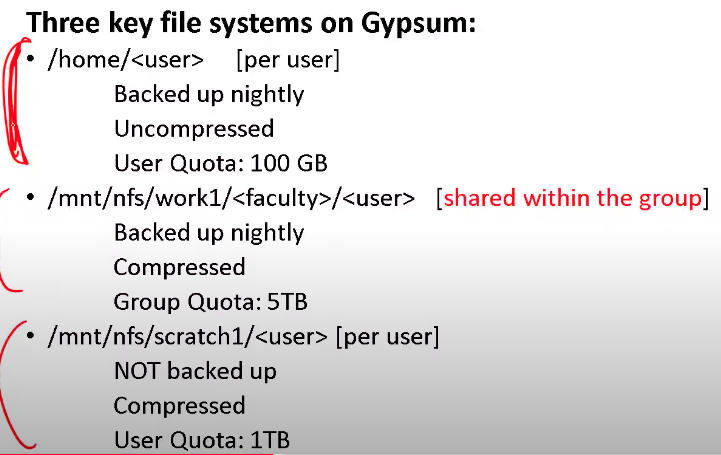 Three key file systems on Gypsum:
• /home/<user> [per user]
Backed up nightly
Uncompressed
User Quota: 100 GB
• /mnt/nfs/work1/<faculty>/<user> [shared within the group]
Backed up nightly
Compressed
Group Quota: 5TB
• /mnt/nfs/scratch1/<user> [per user]
NOT backed up
Compressed
User Quota: 1TB